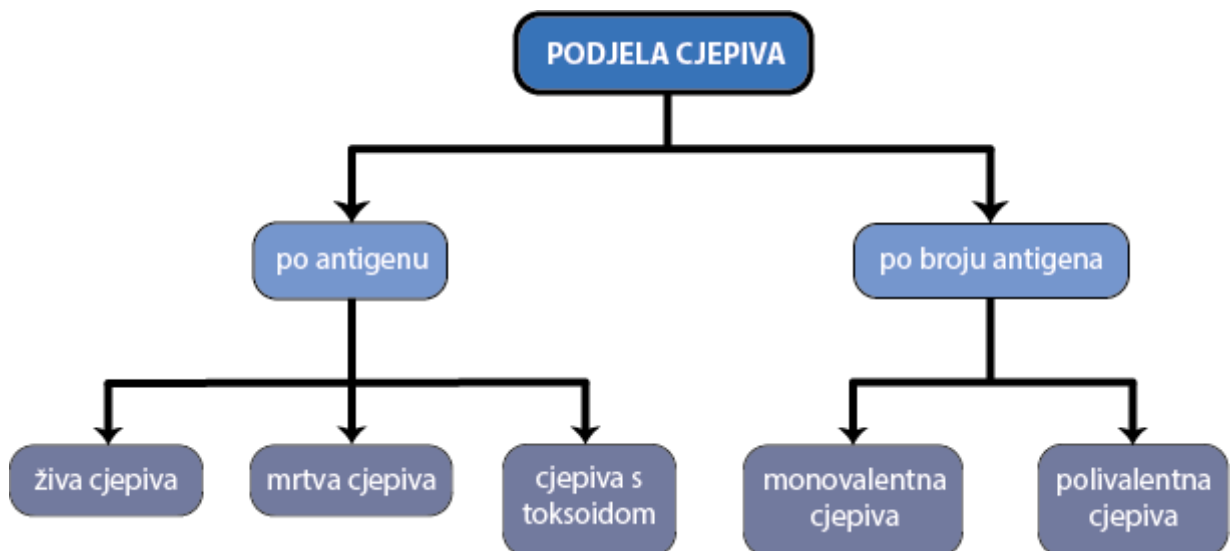 PODJELA CJEPIVA
po antigenu
po broju antigena
živa cjepiva
mrtva cjepiva
cjepiva s
toksoidom
monovalentna
cjepiva
polivalentna
cjepiva